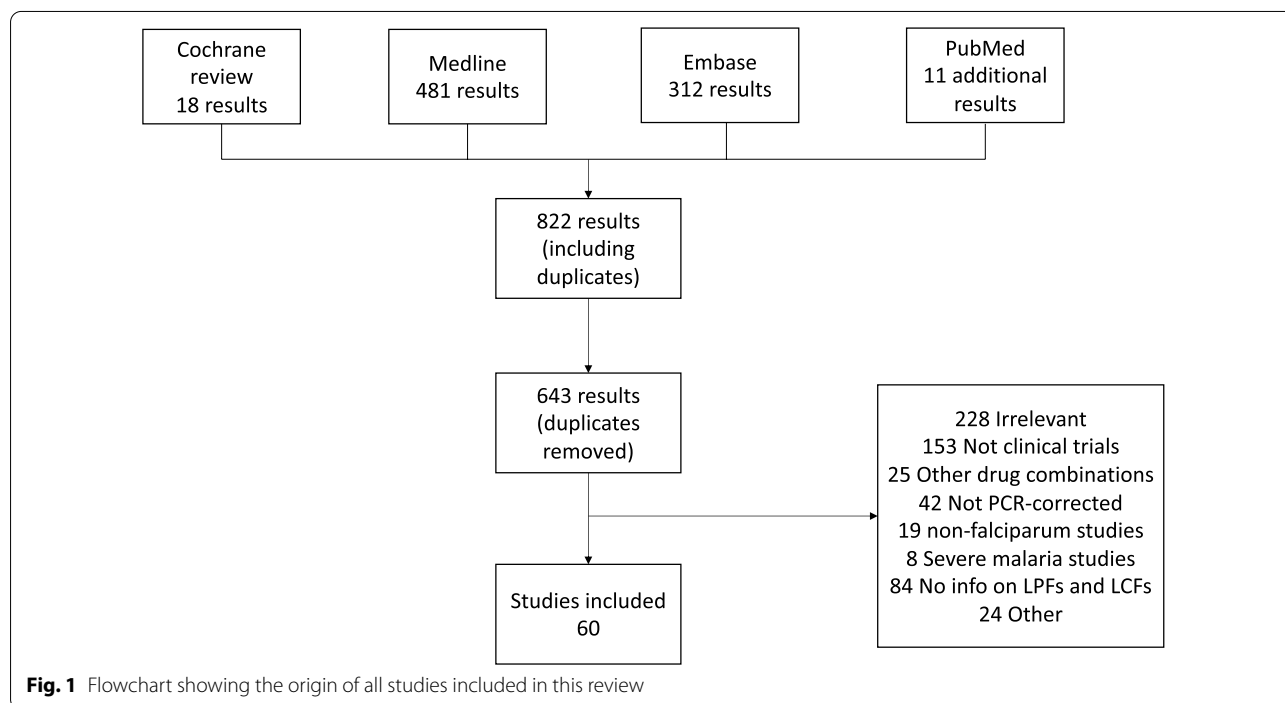 Cochrane
review
18 results
Medline
481 results
Embase
312 results
PubMed
11 additional
results
822 results
(including
duplicates)
643 results
(duplicates
removed)
228 Irrelevant
153 Not clinical trials
25 Other drug combinations
42 Not PCR-corrected
19 non-falciparum studies
8 Severe malaria studies
84 No info on LPFs and LCFs
24 Other
Studies included
60
Fig. 1 Flowchart showing the origin of all studies included in this review